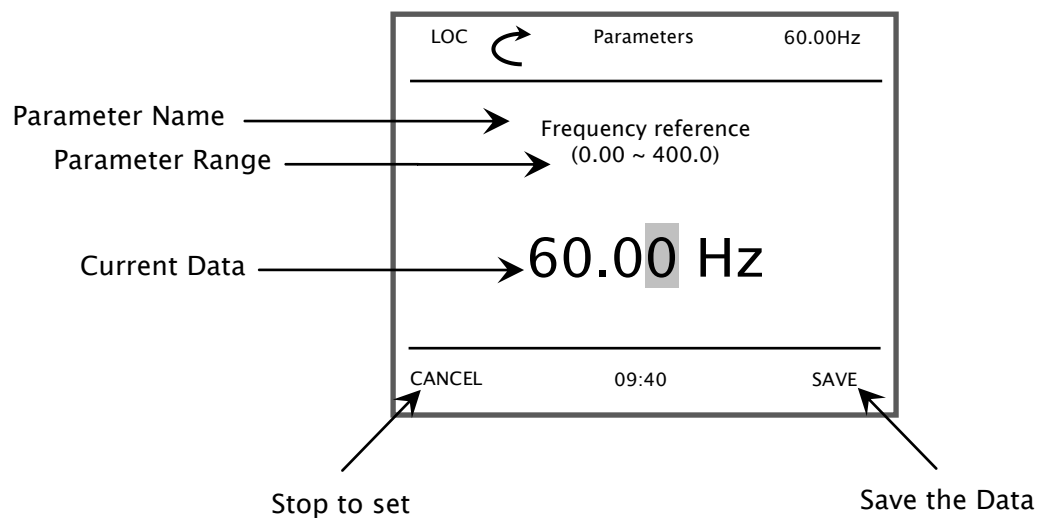 LOC Parameters 60.00Hz
Parameter Name
Frequency reference
Parameter Range
(0.00 ~ 400.0)
Current Data
60.00 Hz
CANCEL 09:40 SAVE
Stop to set
Save the Data